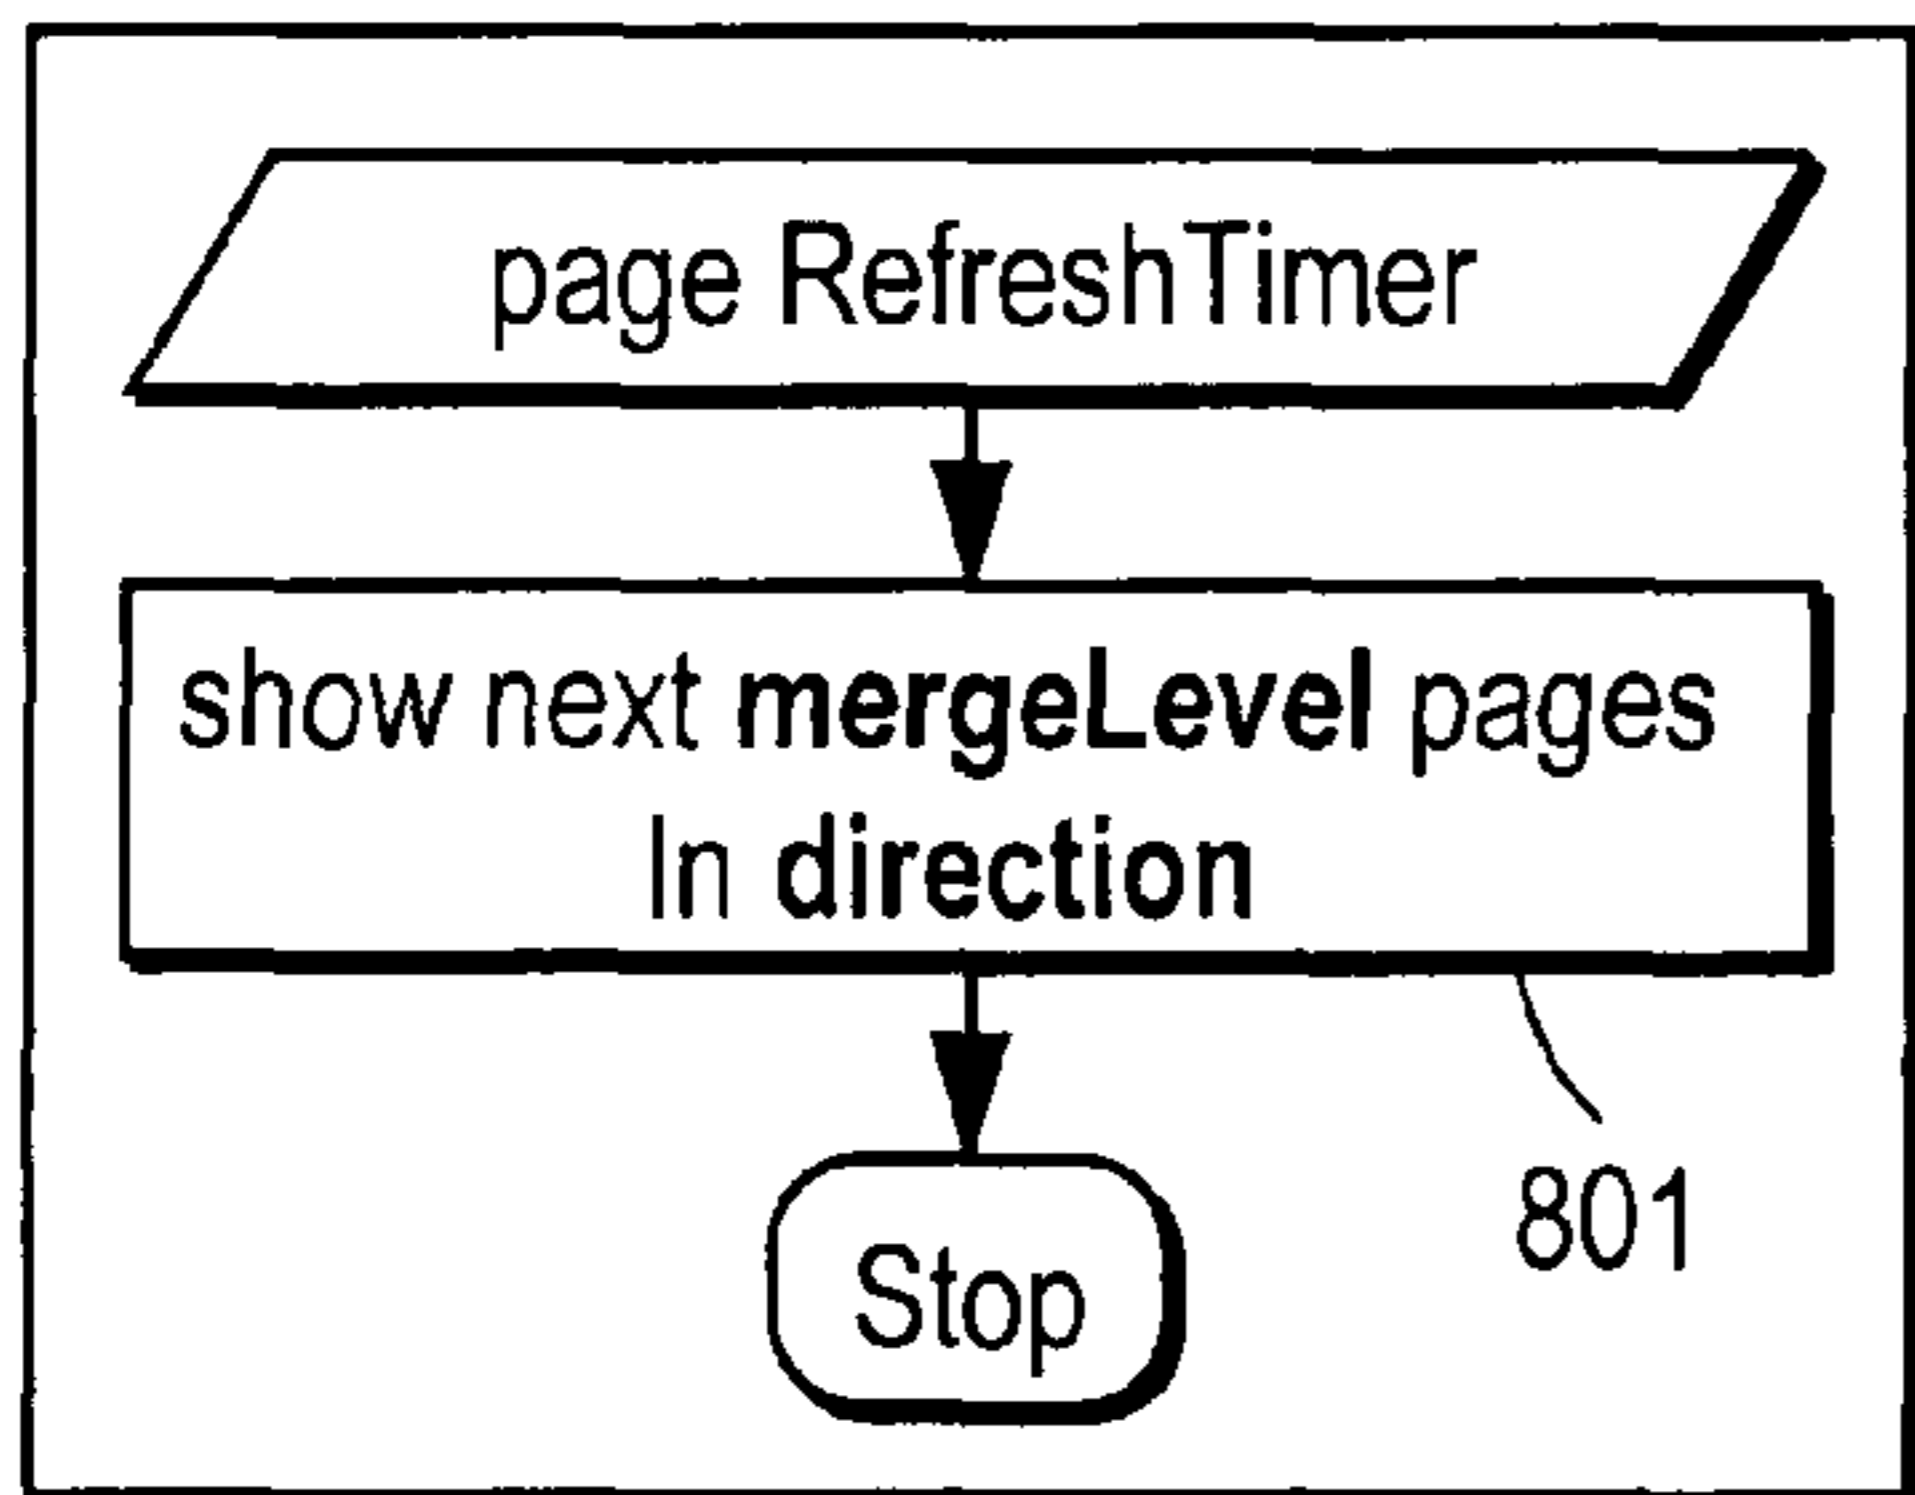 page RefreshTimer
show next mergeLevel pages
In direction
801
Stop